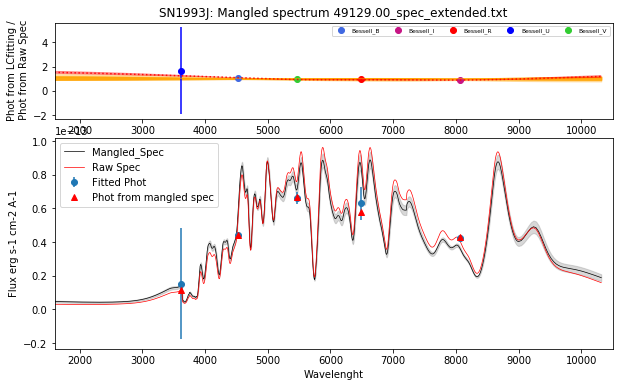 SN1993J: Mangled spectrum 49129.00_spec_extended.txt
Phot from LCfitting /
Phot from Raw Spec
4
2
0
−2
Bessell_B
Bessell_I
Bessell_R
Bessell_U
Bessell_V
2000 3000 4000 5000 6000 7000 8000 9000 10000
1e−13
Flux erg s-1 cm-2 A-1
1.0
0.8
0.6
0.4
0.2
0.0
−0.2
Mangled_Spec
Raw Spec
Fitted Phot
Phot from mangled spec
2000 3000 4000 5000 6000 7000 8000 9000 10000
Wavelenght